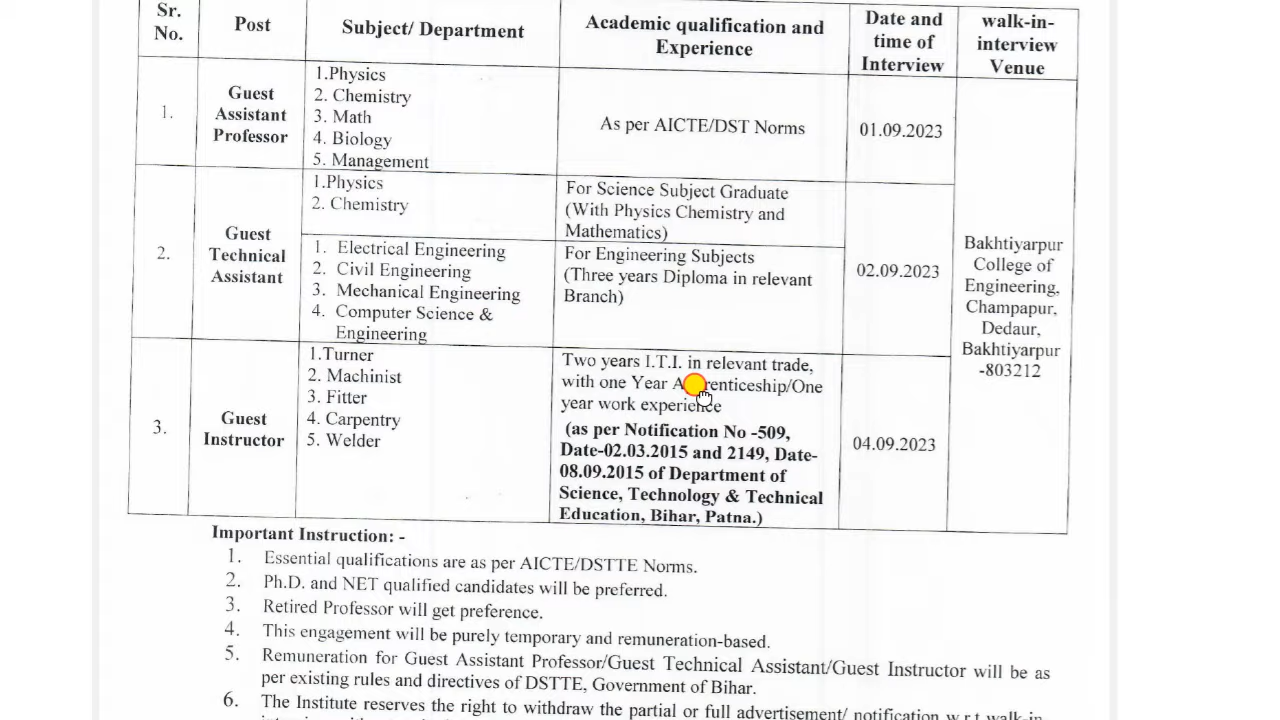 Sr. No.
Post
Subject/ Department
Academic qualification and Experience
Date and time of Interview
walk-in-interview Venue
1.
Guest Assistant Professor
1.Physics
2. Chemistry
3. Math
4. Biology
5. Management
As per AICTE/DST Norms
01.09.2023
2.
Guest Technical Assistant
1.Physics
2. Chemistry
For Science Subject Graduate
(With Physics Chemistry and
Mathematics)
1. Electrical Engineering
2. Civil Engineering
3. Mechanical Engineering
4. Computer Science &
Engineering
For Engineering Subjects
(Three years Diploma in relevant
Branch)
02.09.2023
Bakhtiyarpur
College of
Engineering,
Champapur,
Dedaur,
Bakhtiyarpur
-803212
3.
Guest Instructor
1.Turner
2. Machinist
3. Fitter
4. Carpentry
5. Welder
Two years I.T.I. in relevant trade,
with one Year /One
year work experience
(as per Notification No -509,
Date-02.03.2015 and 2149, Date-
08.09.2015 of Department of
Science, Technology & Technical
Education, Bihar, Patna.)
04.09.2023
Important Instruction: -
1. Essential qualifications are as per AICTE/DSTTE Norms.
2. Ph.D. and NET qualified candidates will be preferred.
3. Retired Professor will get preference.
4. This engagement will be purely temporary and remuneration-based.
5. Remuneration for Guest Assistant Professor/Guest Technical Assistant/Guest Instructor will be as
per existing rules and directives of DSTTE, Government of Bihar.
6. The Institute reserves the right to withdraw the partial or full advertisement/ notification w.r.t walk-in-